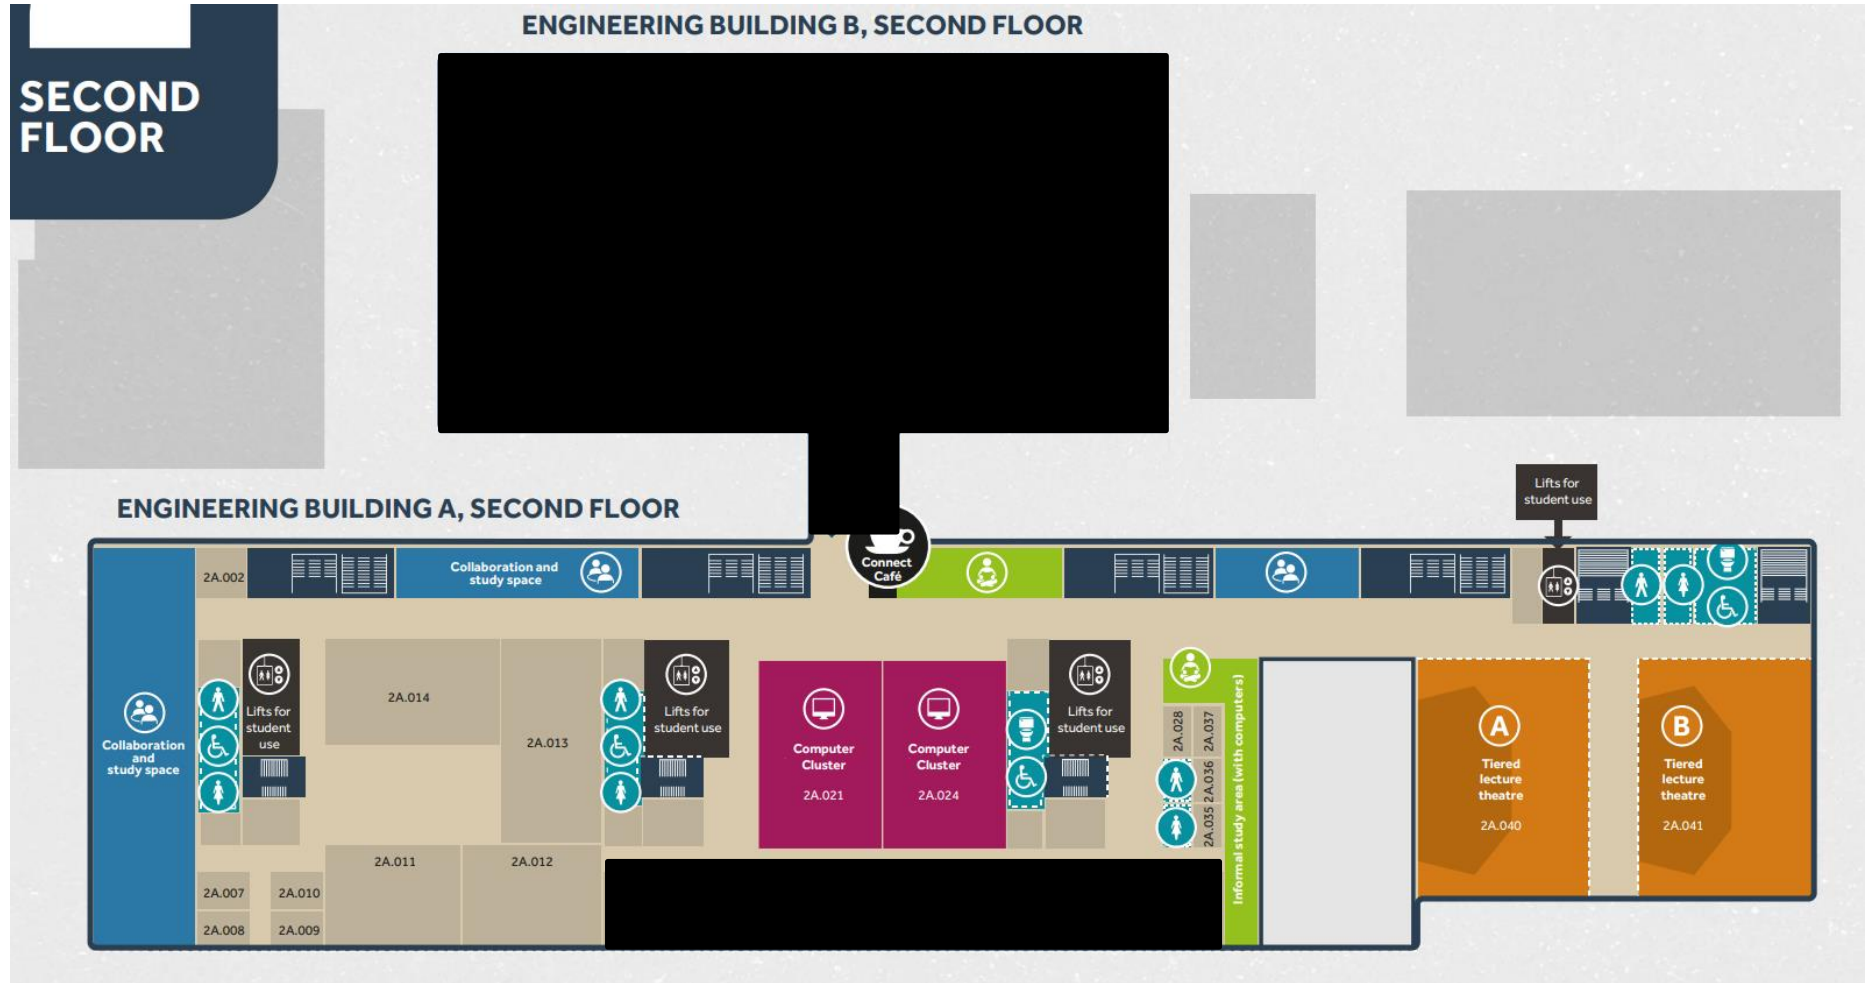 SECOND
FLOOR
ENGINEERING BUILDING B, SECOND FLOOR
ENGINEERING BUILDING A, SECOND FLOOR
Lifts for
student use
2A.002
Collaboration and
study space
Connect
Café
Collaboration
and
study space
Lifts for
student
use
2A.014
2A.013
Lifts for
student use
Computer
Cluster
2A.021
Computer
Cluster
2A.024
Lifts for
student use
2A.028
2A.037
2A.036
2A.035
Informal study area (with computers)
A
Tiered
lecture
theatre
2A.040
B
Tiered
lecture
theatre
2A.041
2A.011
2A.012
2A.007
2A.010
2A.008
2A.009